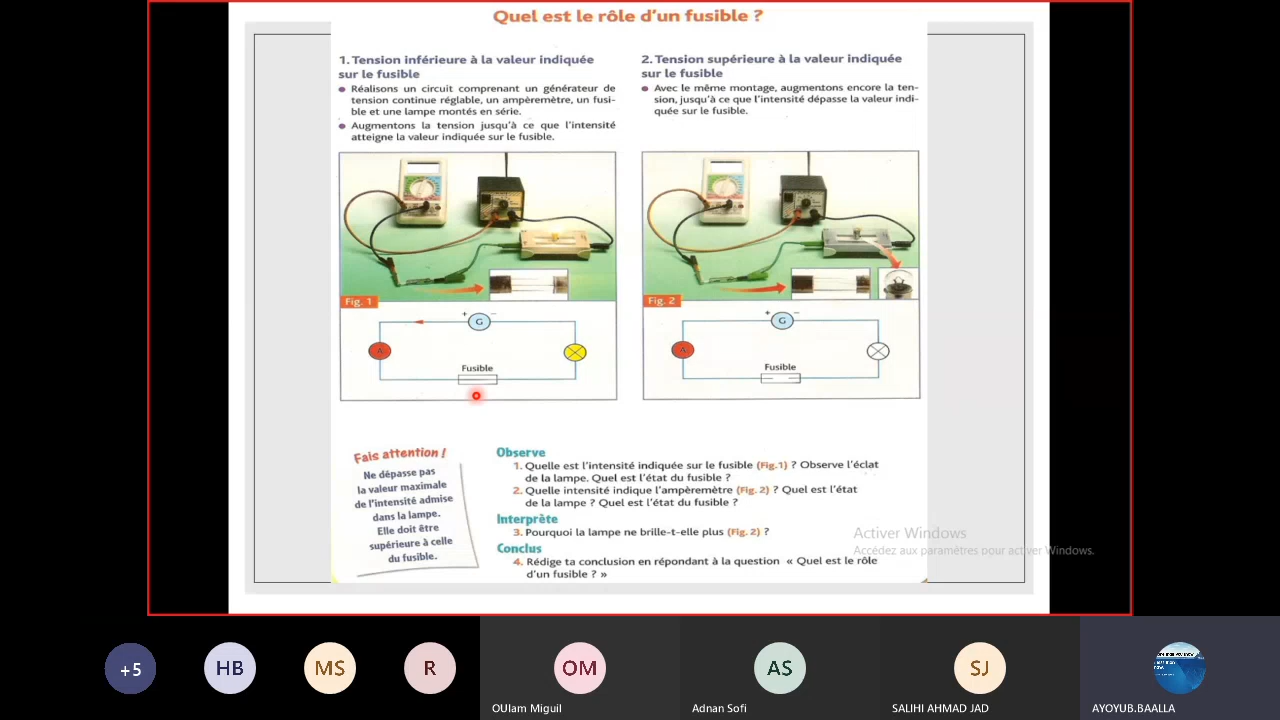 Quel est le rôle d'un fusible ?
1. Tension inférieure à la valeur indiquée
sur le fusible
Réalisons un circuit comprenant un générateur de
tension continue réglable, un ampèremètre, un fusi-
ble et une lampe montés en série.
Augmentons la tension jusqu'à ce que l'intensité
atteigne la valeur indiquée sur le fusible.
2. Tension supérieure à la valeur indiquée
sur le fusible
Avec le même montage, augmentons encore la ten-
sion, jusqu'à ce que l'intensité dépasse la valeur indi-
quée sur le fusible.
Fig. 1
+ G −
A
Fusible
Fig. 2
+ G −
A
Fusible
Fais attention !
Ne dépasse pas
la valeur maximale
de l'intensité admise
dans la lampe.
Elle doit être
supérieure à celle
du fusible.
Observe
1. Quelle est l'intensité indiquée sur le fusible (Fig.1) ? Observe l'éclat
de la lampe. Quel est l'état du fusible ?
2. Quelle intensité indique l'ampèremètre (Fig. 2) ? Quel est l'état
de la lampe ? Quel est l'état du fusible ?
Interprète
3. Pourquoi la lampe ne brille-t-elle plus (Fig. 2) ?
Conclus
4. Rédige ta conclusion en répondant à la question « Quel est le rôle
d'un fusible ? »
Activer Windows
Accédez aux paramètres pour activer Windows.
+5
HB
MS
R
OM
OUlam Miguil
AS
Adnan Sofi
SJ
SALIHI AHMAD JAD
AYOYUB.BAALLA